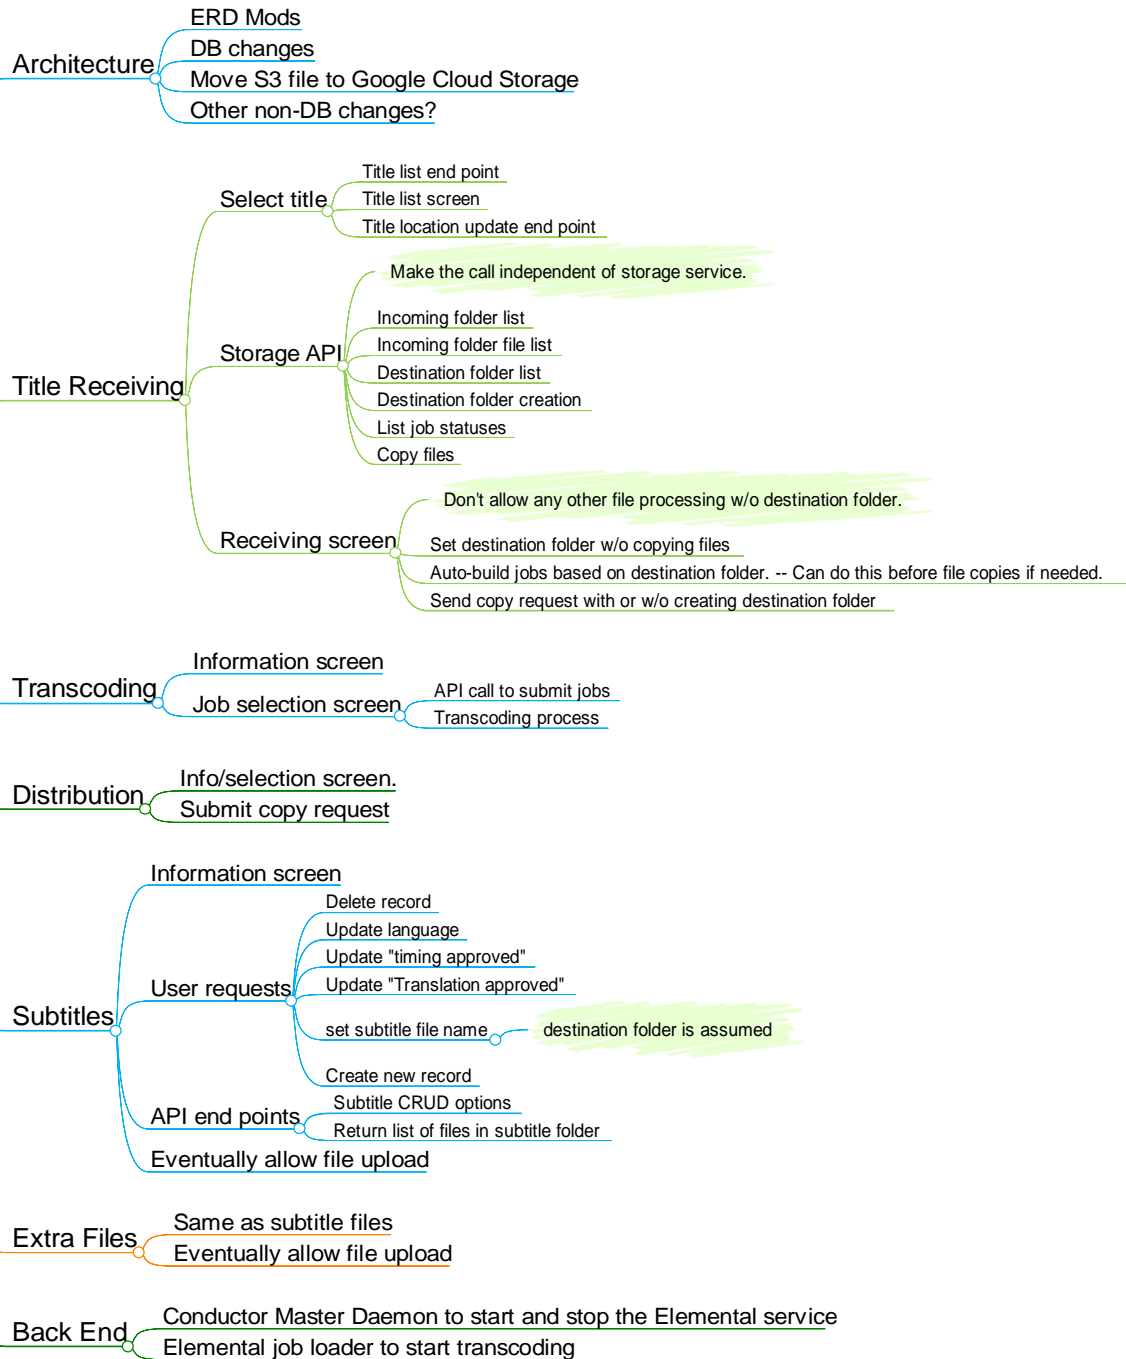 Architecture
ERD Mods
DB changes
Move S3 file to Google Cloud Storage
Other non-DB changes?
Title Receiving
Select title
Title list end point
Title list screen
Title location update end point
Storage API
Make the call independent of storage service.
Incoming folder list
Incoming folder file list
Destination folder list
Destination folder creation
List job statuses
Copy files
Receiving screen
Don't allow any other file processing w/o destination folder.
Set destination folder w/o copying files
Auto-build jobs based on destination folder. -- Can do this before file copies if needed.
Send copy request with or w/o creating destination folder
Transcoding
Information screen
Job selection screen
API call to submit jobs
Transcoding process
Distribution
Info/selection screen.
Submit copy request
Subtitles
Information screen
User requests
Delete record
Update language
Update "timing approved"
Update "Translation approved"
set subtitle file name
destination folder is assumed
Create new record
API end points
Subtitle CRUD options
Return list of files in subtitle folder
Eventually allow file upload
Extra Files
Same as subtitle files
Eventually allow file upload
Back End
Conductor Master Daemon to start and stop the Elemental service
Elemental job loader to start transcoding